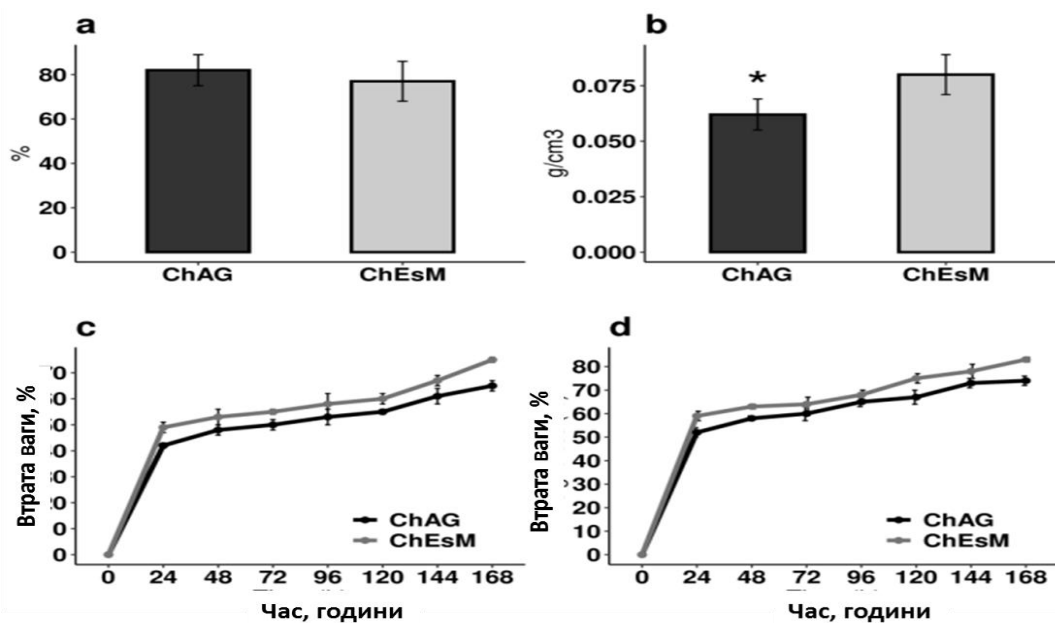 a
80
60
40
20
0
%
ChAG
ChEsM
b
0.075
0.050
0.025
0.000
g/cm3
*
ChAG
ChEsM
c
Втрата ваги, %
ChAG
ChEsM
0 24 48 72 96 120 144 168
Час, години
d
80
70
60
50
40
30
20
10
0
Втрата ваги, %
ChAG
ChEsM
0 24 48 72 96 120 144 168
Час, години